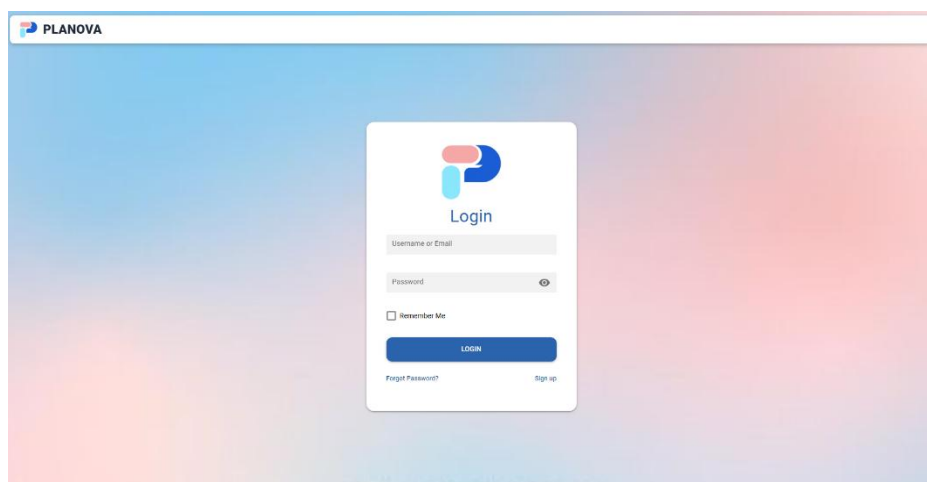 PLANOVA
Login
Username or Email
Password
Remember Me
LOGIN
Forgot Password? Sign up